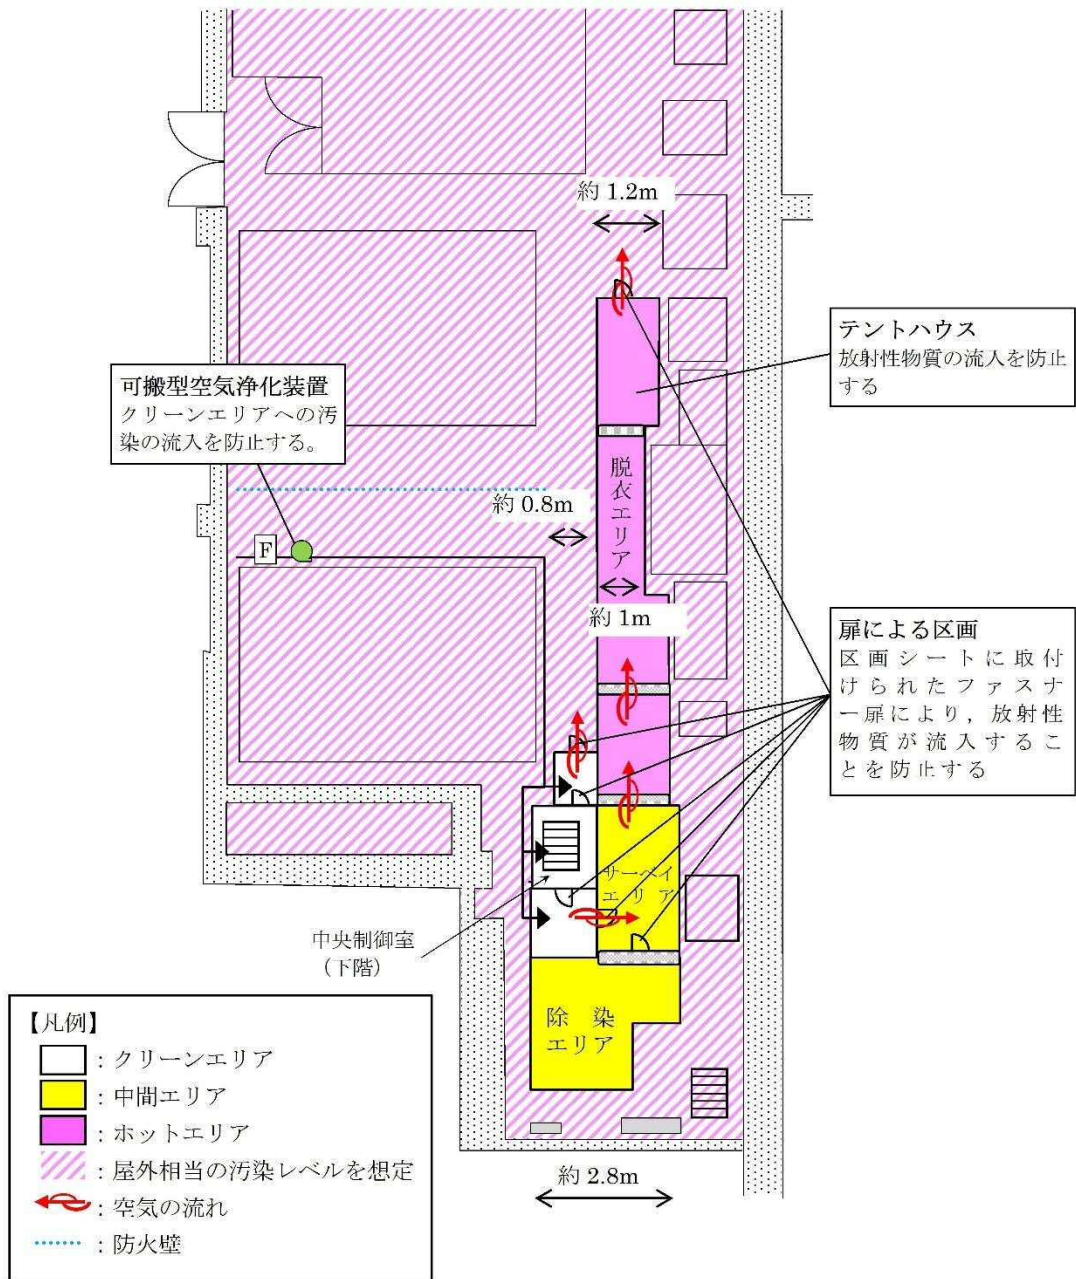 約 1.2m
テントハウス
放射性物質の流入を防止
する
可搬型空気浄化装置
クリーンエリアへの汚
染の流入を防止する。
脱衣エリア
約 0.8m
F
約 1m
扉による区画
区画シートに取付
けられたファスナ
ー扉により，放射性
物質が流入するこ
とを防止する
サーベイ
エリア
中央制御室
（下階）
除染
エリア
【凡例】
：クリーンエリア
：中間エリア
：ホットエリア
：屋外相当の汚染レベルを想定
：空気の流れ
：防火壁
約 2.8m